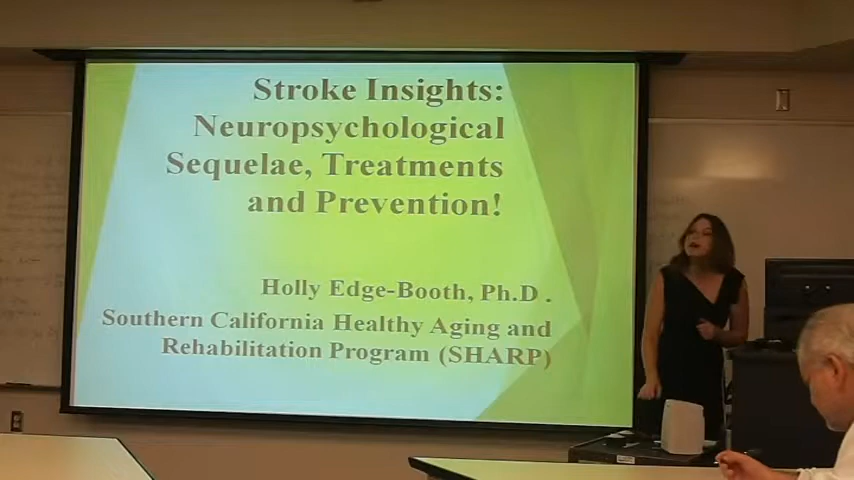 Stroke Insights:
Neuropsychological
Sequelae, Treatments
and Prevention!
Holly Edge-Booth, Ph.D .
Southern California Healthy Aging and
Rehabilitation Program (SHARP)